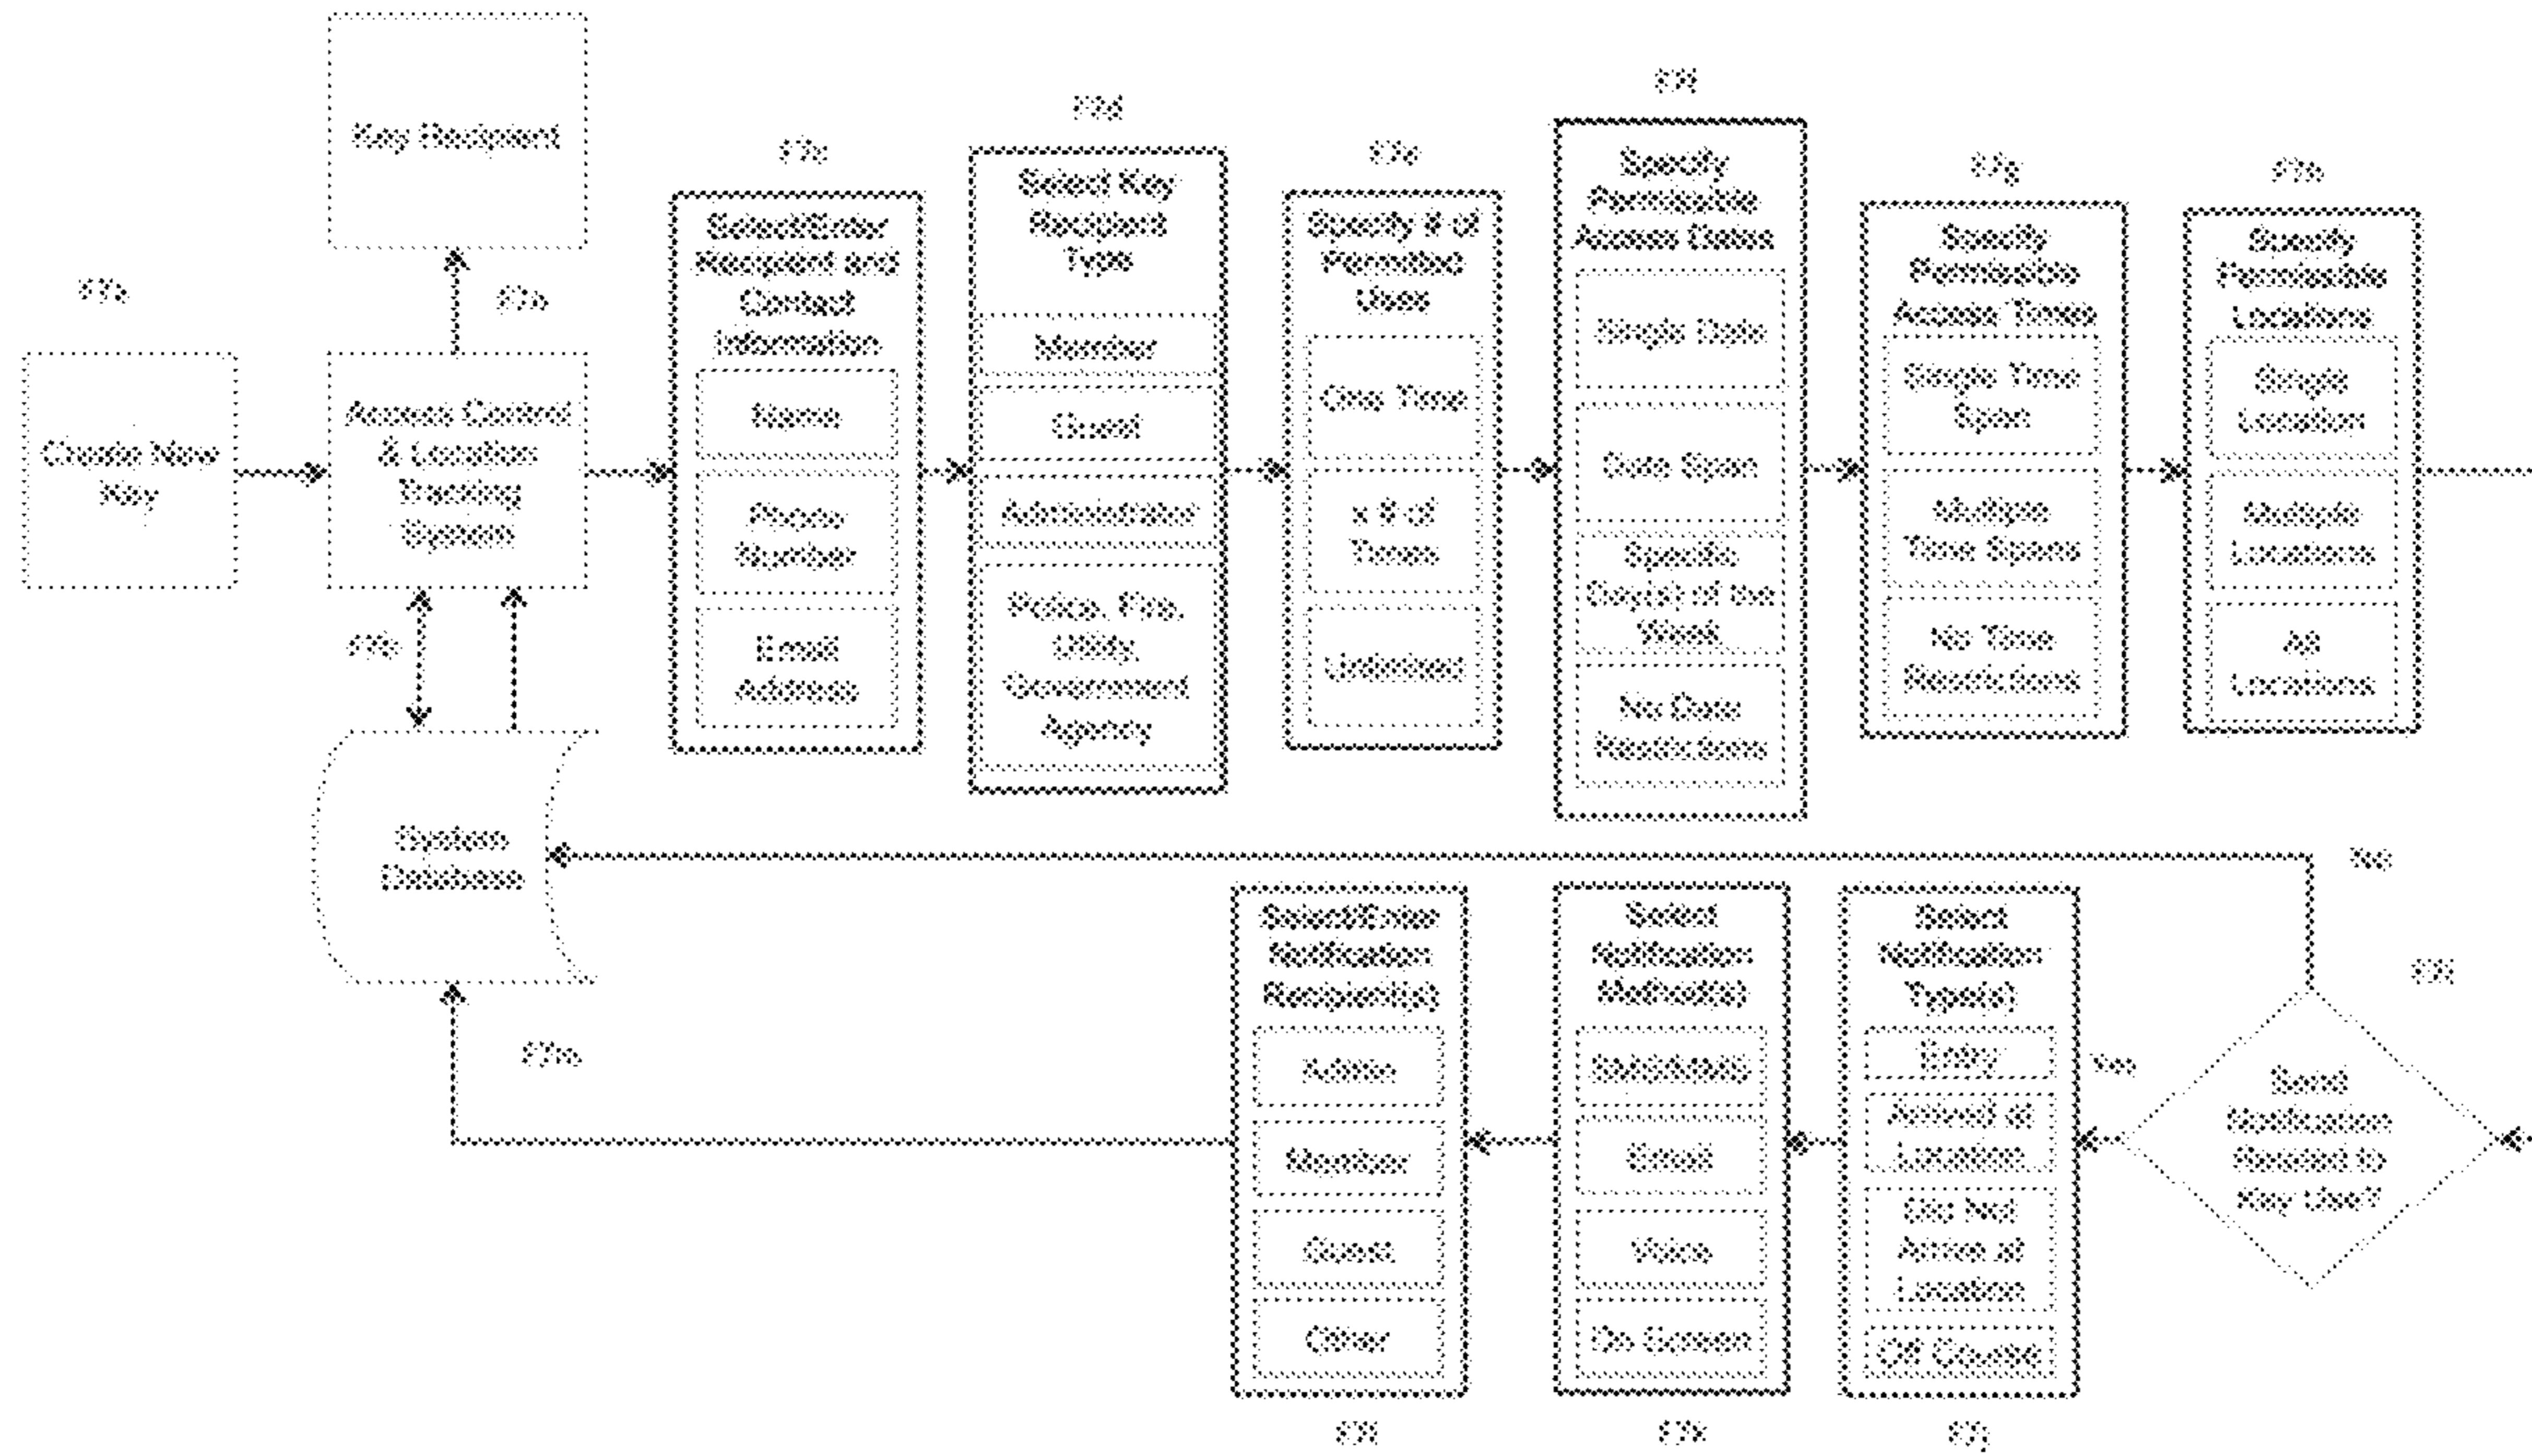 Key Recipient
Create New
Key
Access Control
& Location
Tracking
System
System
Database
Select/Enter
Recipient and
Contact
Information
Name
Phone
Number
Email
Address
Select Key
Recipient
Type
Member
Guest
Administrator
Police, Fire,
Utility,
Government
Agency
Specify # of
Permitted
Uses
One Time
x # of
Times
Unlimited
Specify
Permissible
Access Dates
Single Date
Date Span
Specific
Day(s) of the
Week
No Date
Restrictions
Specify
Permissible
Access Times
Single Time
Span
Multiple
Time Spans
No Time
Restrictions
Specify
Permissible
Locations
Single
Location
Multiple
Locations
All
Locations
No
Send
Notification
Related to
Key Use?
Yes
Select
Notification
Type(s)
Entry
Arrival at
Location
Did Not
Arrive at
Location
Off Course
Select
Notification
Method(s)
SMS/MMS
Email
Voice
On Screen
Select/Enter
Notification
Recipient(s)
Admin
Member
Guest
Other